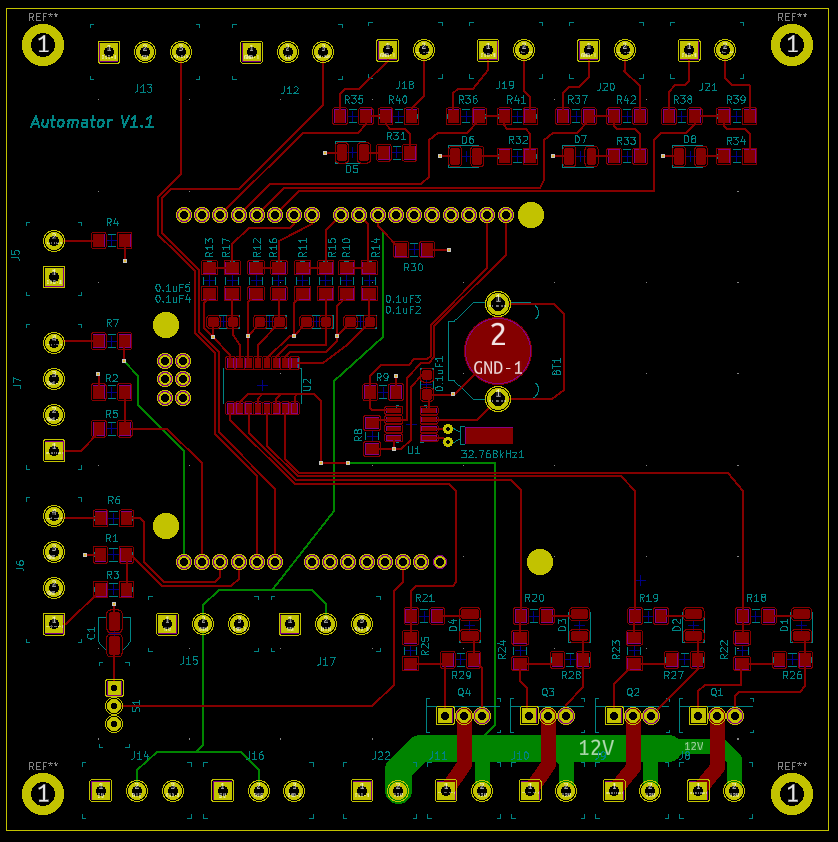 REF** REF**
1 1
J13 J12 J18 J19 J20 J21
R35 R40 R36 R41 R37 R42 R38 R39
Automator V1.1
R31 R32 R33 R34
D5 D6 D7 D8
R4
J5
R13 R17 R12 R16 R11 R15 R10 R14
R30
0.1uF5 0.1uF3
0.1uF4 0.1uF2
1
R7
2
GND-1
BT1
J7
R2
U2
R9
0.1uF1
1
R5
R8
U1
32.768kHz1
R6
J6
R1
R3
C1
R21 R20 R19 R18
D4 D3 D2 D1
R25 R24 R23 R22
J15 J17
R29 R28 R27 R26
S1
Q4 Q3 Q2 Q1
12V 12V
J14 J16 J22 J11 J10 J8
REF** REF**
1 1